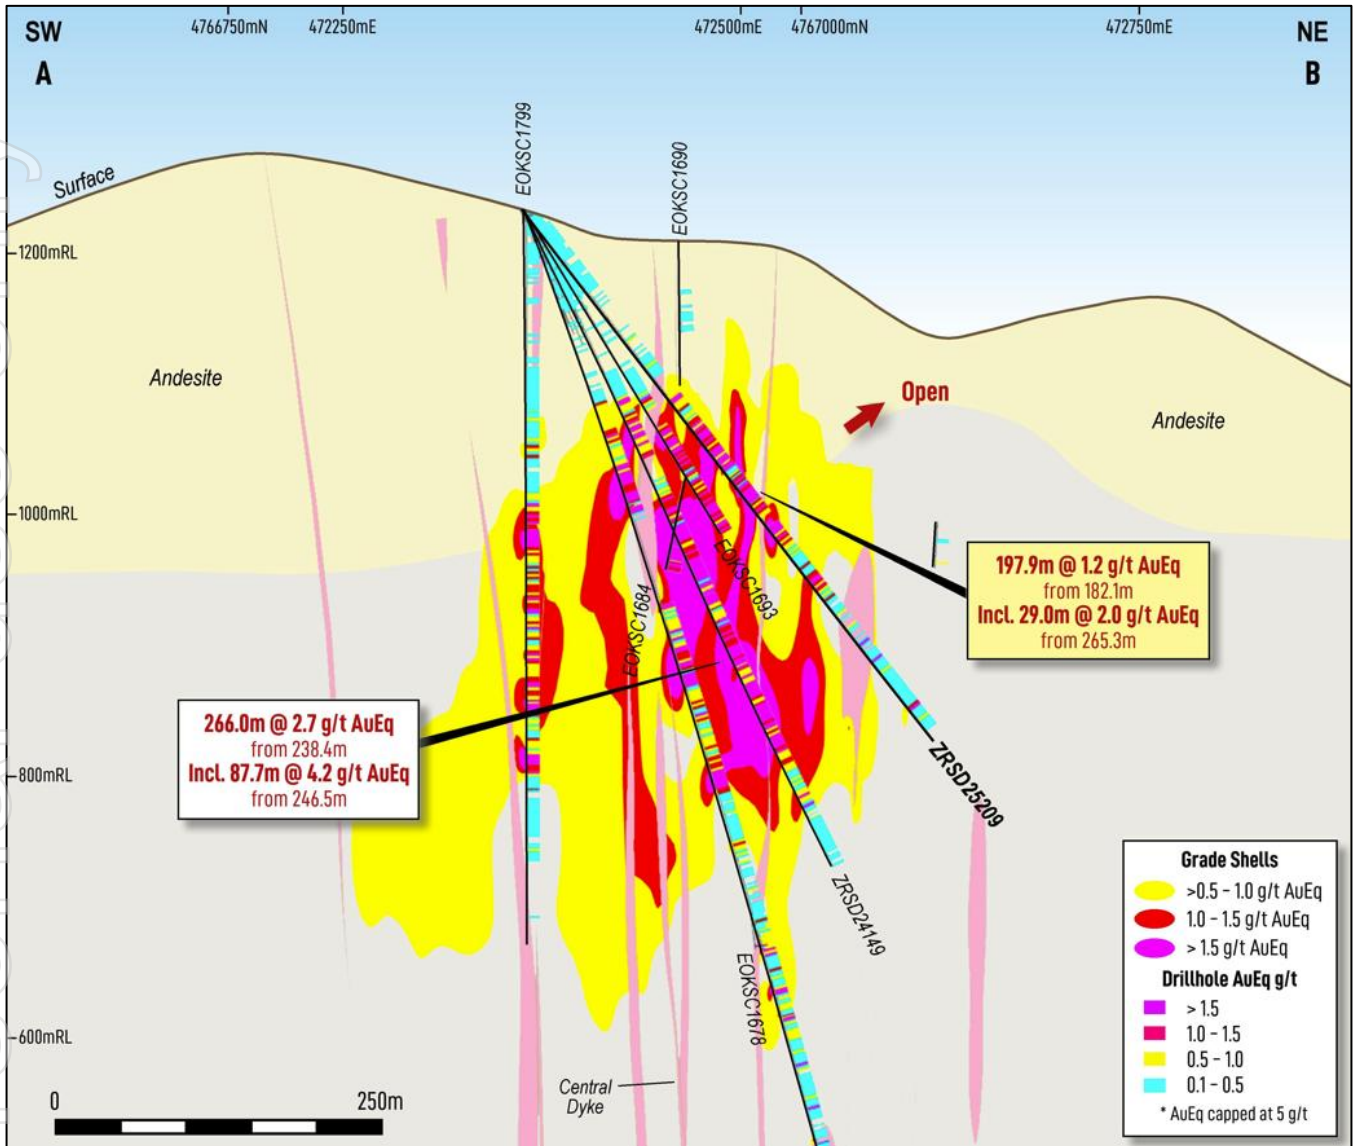 SW
A
4766750mN
472250mE
472500mE
4767000mN
472750mE
NE
B
EOKSC1799
EOKSC1690
Surface
1200mRL
Andesite
Open
Andesite
1000mRL
197.9m @ 1.2 g/t AuEq
from 182.1m
Incl. 29.0m @ 2.0 g/t AuEq
from 265.3m
EOKSC1693
EOKSC1684
266.0m @ 2.7 g/t AuEq
from 238.4m
Incl. 87.7m @ 4.2 g/t AuEq
from 246.5m
800mRL
ZRSD25209
ZRSD24149
EOKSC1678
600mRL
Central
Dyke
0
250m
Grade Shells
>0.5 – 1.0 g/t AuEq
1.0 – 1.5 g/t AuEq
> 1.5 g/t AuEq
Drillhole AuEq g/t
> 1.5
1.0 – 1.5
0.5 – 1.0
0.1 – 0.5
* AuEq capped at 5 g/t